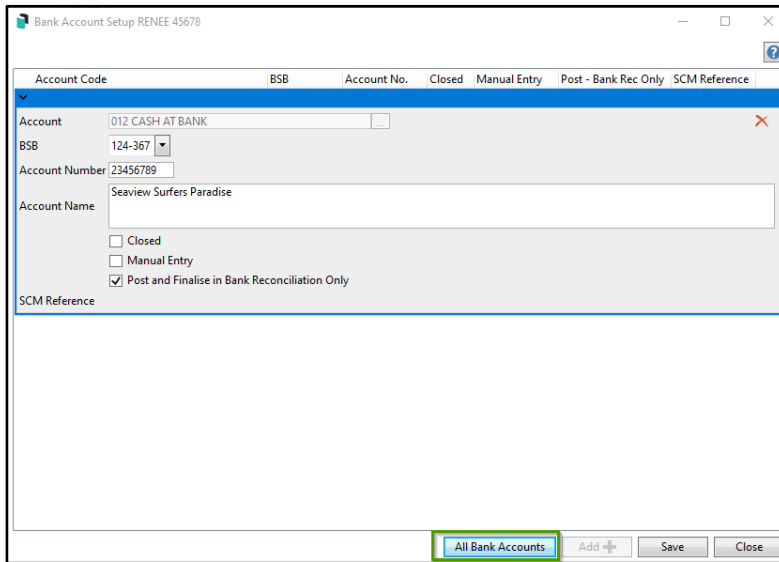 Bank Account Setup RENEE 45678
?
Account Code BSB Account No. Closed Manual Entry Post - Bank Rec Only SCM Reference
Account 012 CASH AT BANK ...
BSB 124-367
Account Number 23456789
Account Name Seaview Surfers Paradise
Closed
Manual Entry
Post and Finalise in Bank Reconciliation Only
SCM Reference
All Bank Accounts Add Save Close